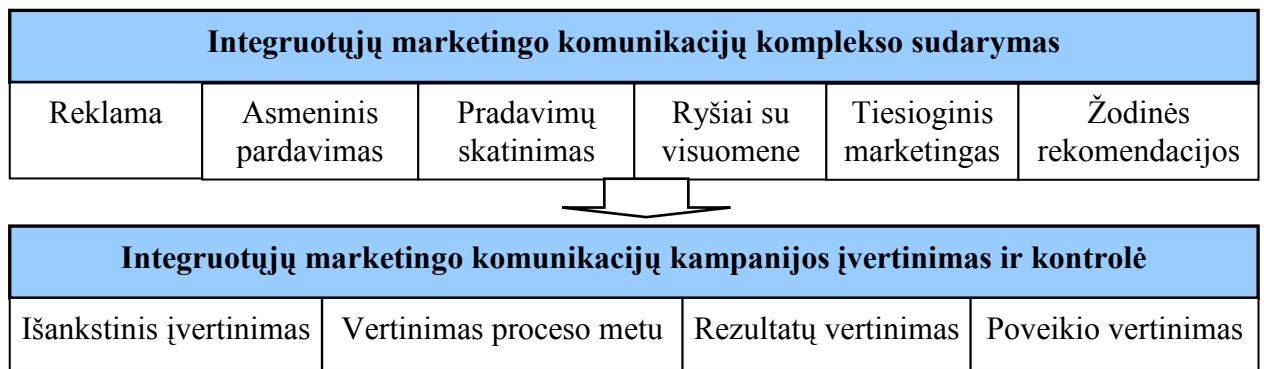 Integruotųjų marketingo komunikacijų komplekso sudarymas
Reklama
Asmeninis
pardavimas
Pradavimų
skatinimas
Ryšiai su
visuomene
Tiesioginis
marketingas
Žodinės
rekomendacijos
Integruotųjų marketingo komunikacijų kampanijos įvertinimas ir kontrolė
Išankstinis įvertinimas
Vertinimas proceso metu
Rezultatų vertinimas
Poveikio vertinimas